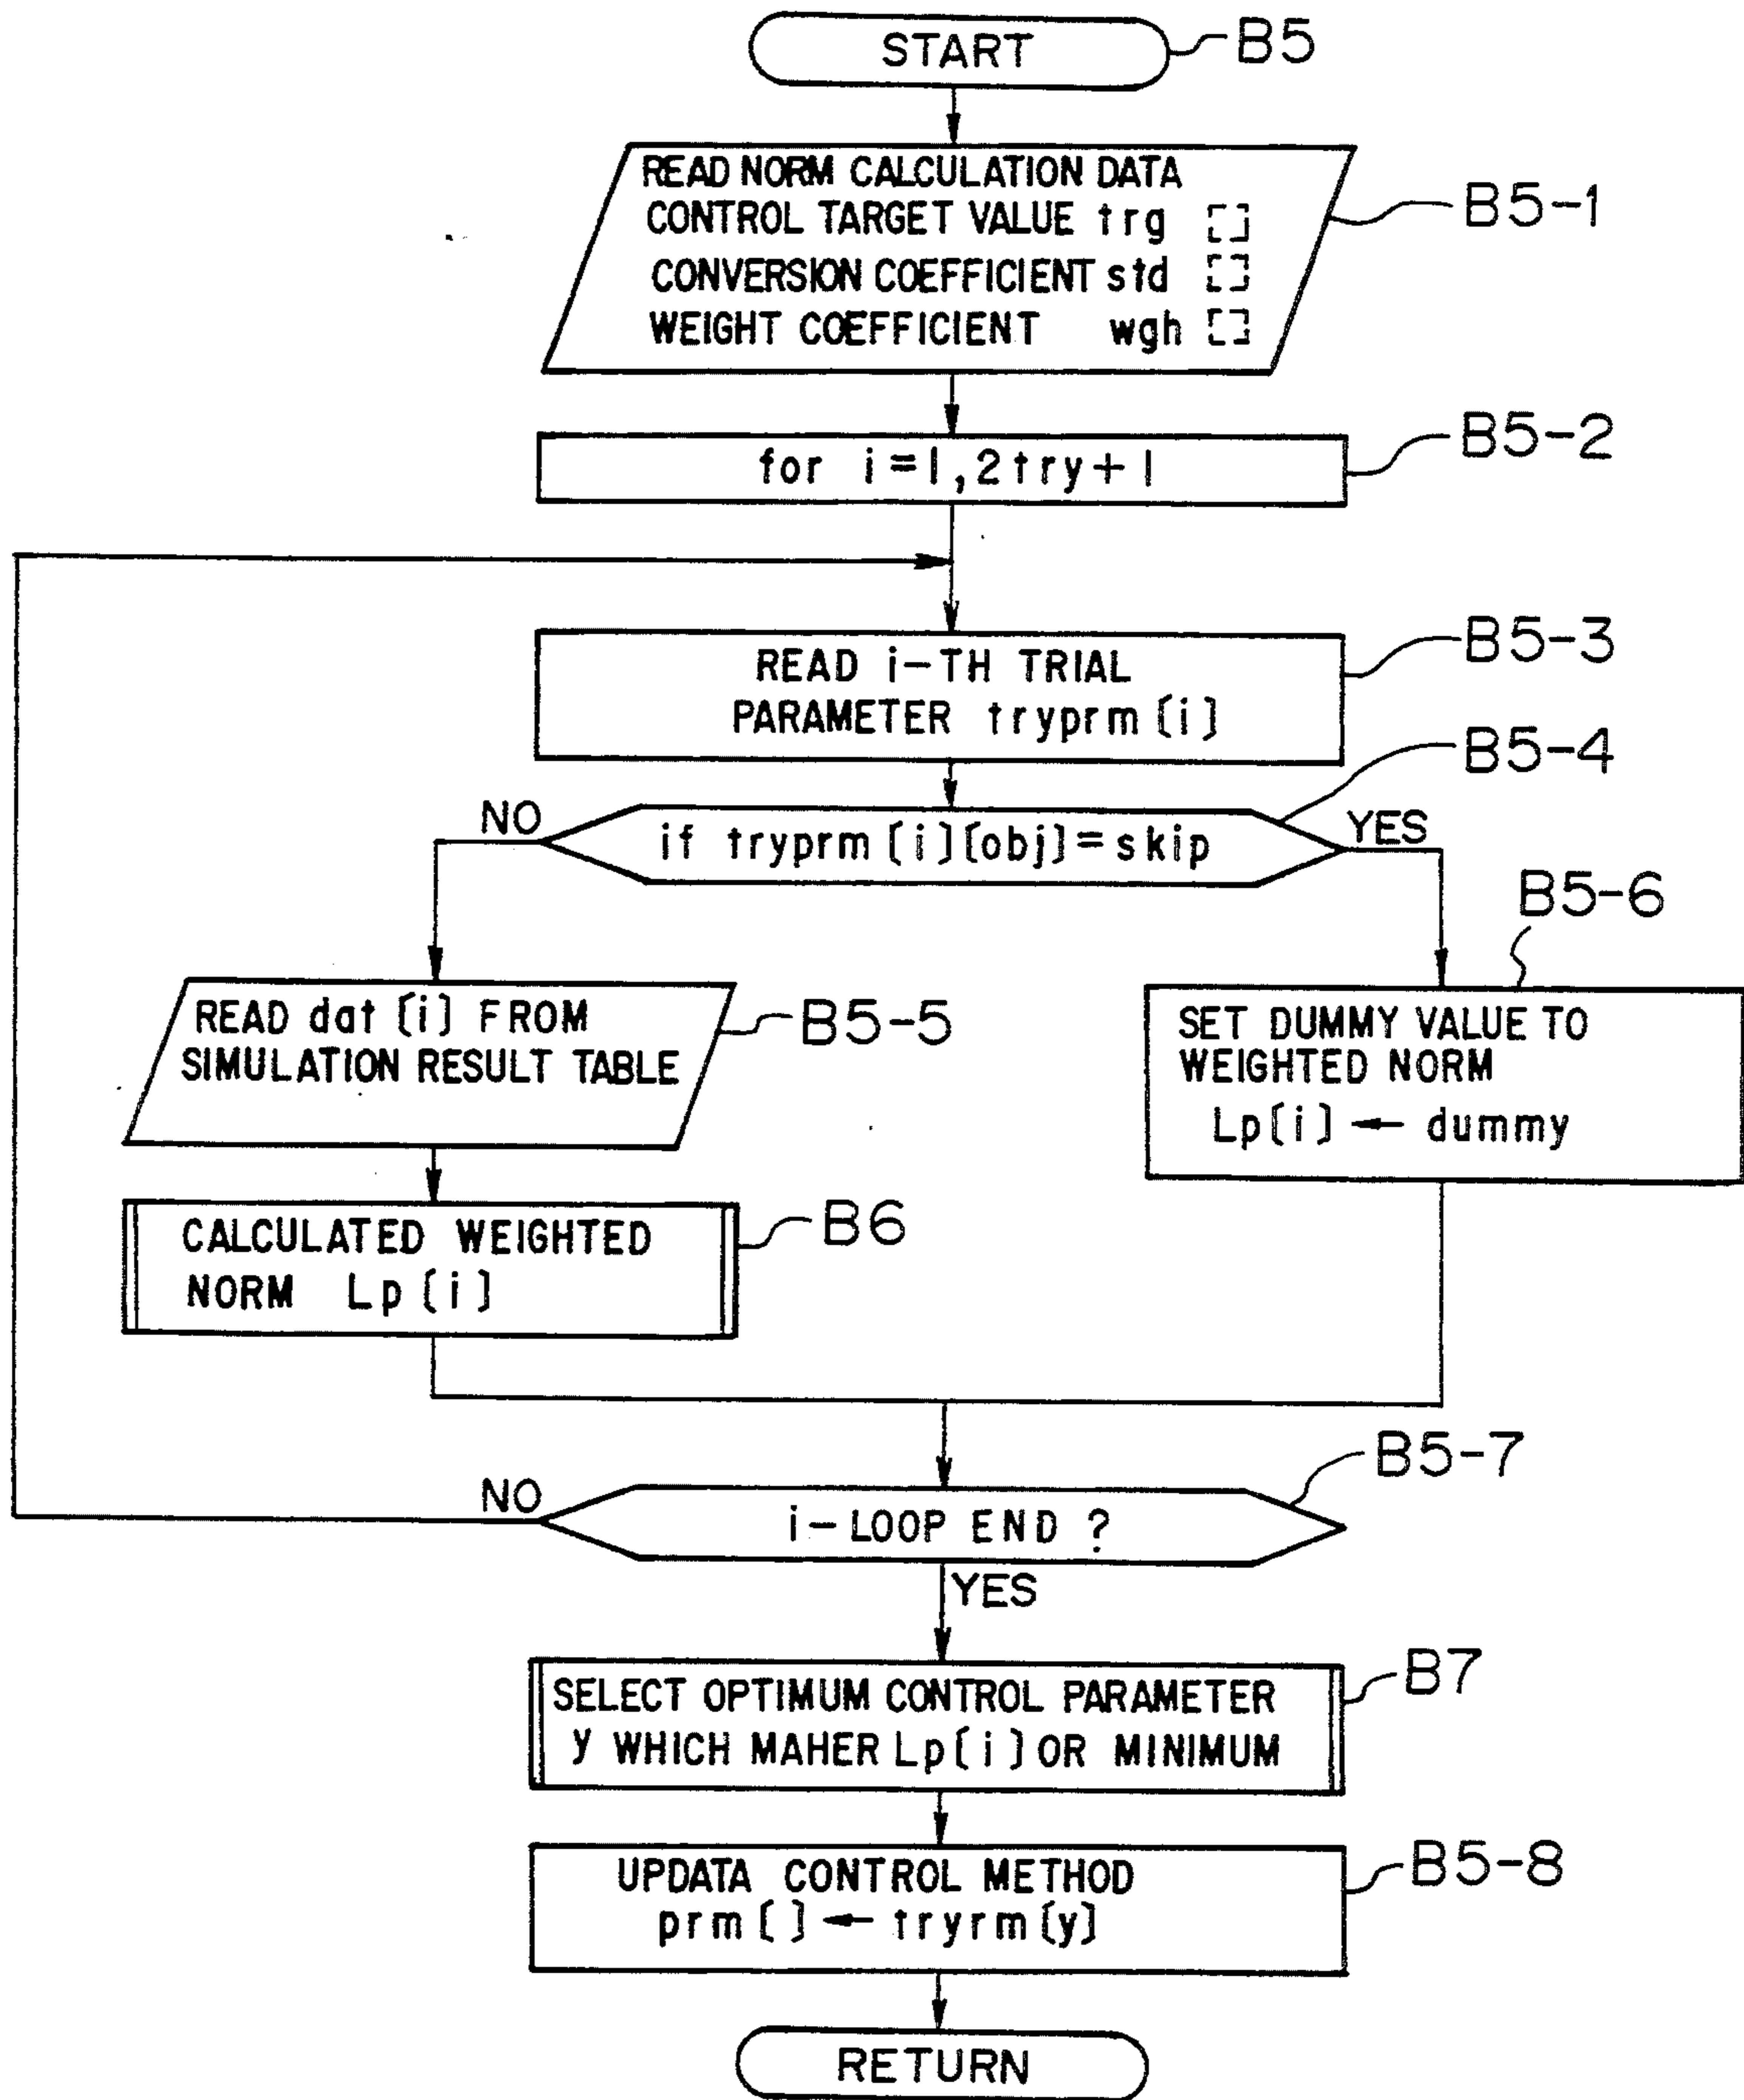 START
B5
READ NORM CALCULATION DATA
CONTROL TARGET VALUE trg []
CONVERSION COEFFICIENT std []
WEIGHT COEFFICIENT wgh []
B5-1
for i=1,2try+1
B5-2
READ i-TH TRIAL
PARAMETER tryprm [i]
B5-3
if tryprm [i][obj]=skip
B5-4
NO
YES
READ dat [i] FROM
SIMULATION RESULT TABLE
B5-5
SET DUMMY VALUE TO
WEIGHTED NORM
Lp[i] ← dummy
B5-6
CALCULATED WEIGHTED
NORM Lp [i]
B6
i-LOOP END ?
B5-7
NO
YES
SELECT OPTIMUM CONTROL PARAMETER
y WHICH MAHER Lp[i] OR MINIMUM
B7
UPDATA CONTROL METHOD
prm [ ] ← tryrm[y]
B5-8
RETURN